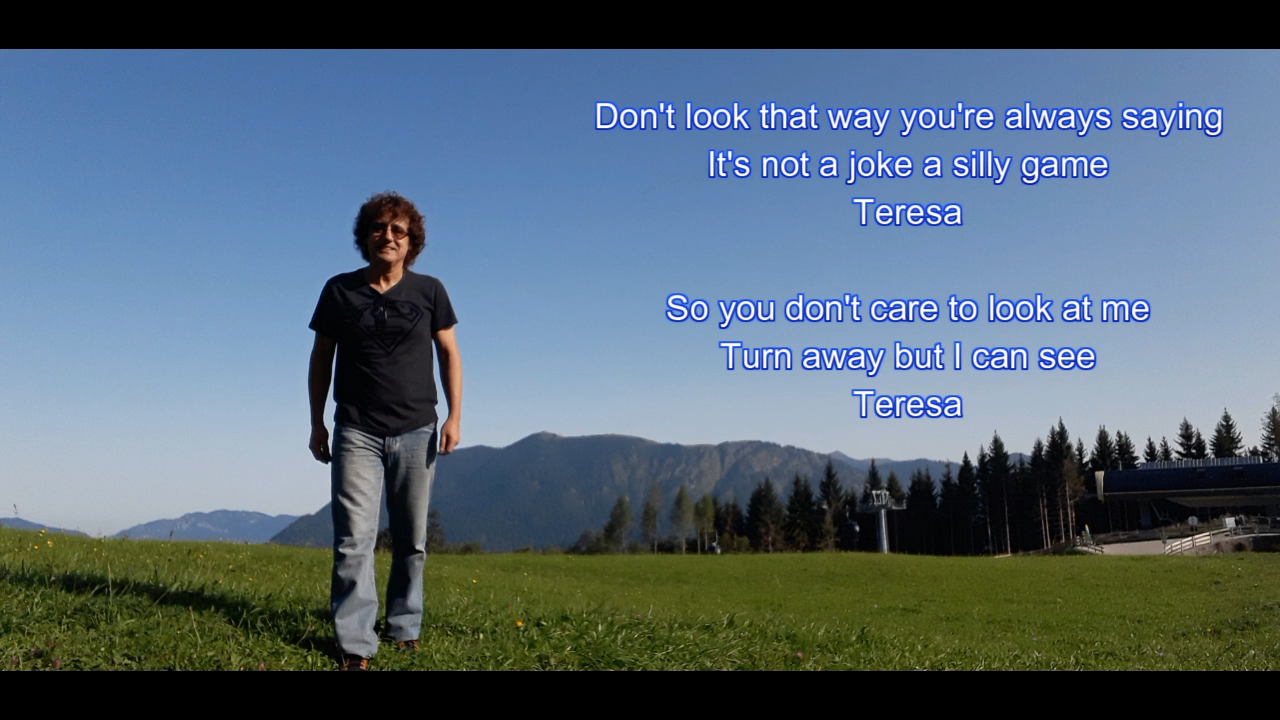 Don't look that way you're always saying
It's not a joke a silly game
Teresa
So you don't care to look at me
Turn away but I can see
Teresa